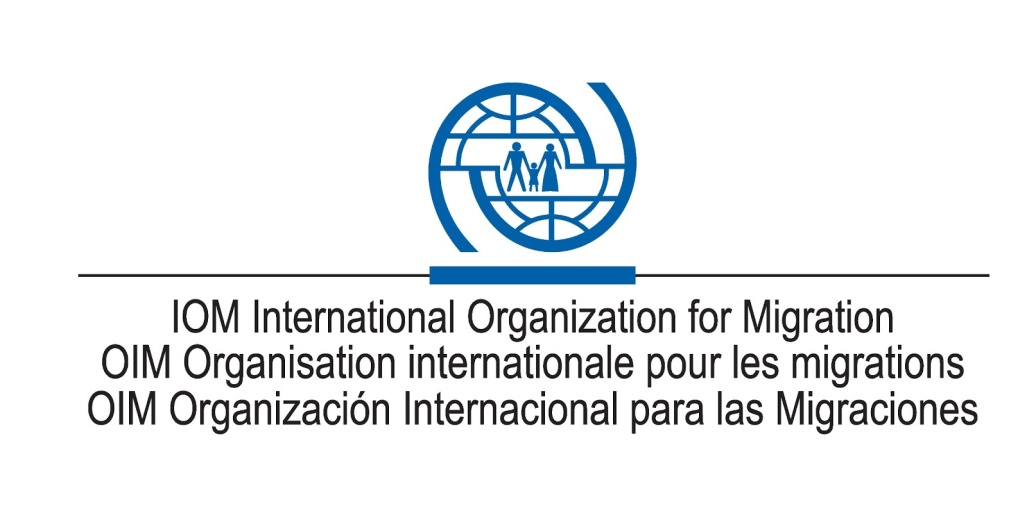 IOM International Organization for Migration
OIM Organisation internationale pour les migrations
OIM Organización Internacional para las Migraciones